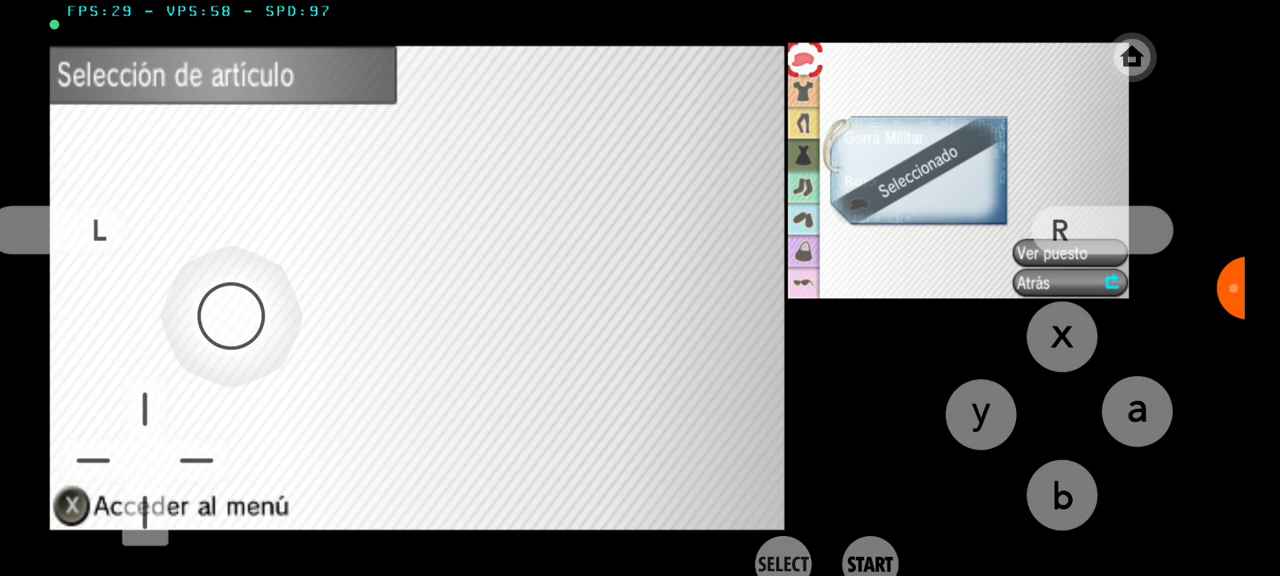 FPS:29 - VPS:58 - SPD:97
Selección de artículo
Gorra Militar
Seleccionado
L
R
Ver puesto
Atrás
X
y
a
b
X Acceder al menú
SELECT
START